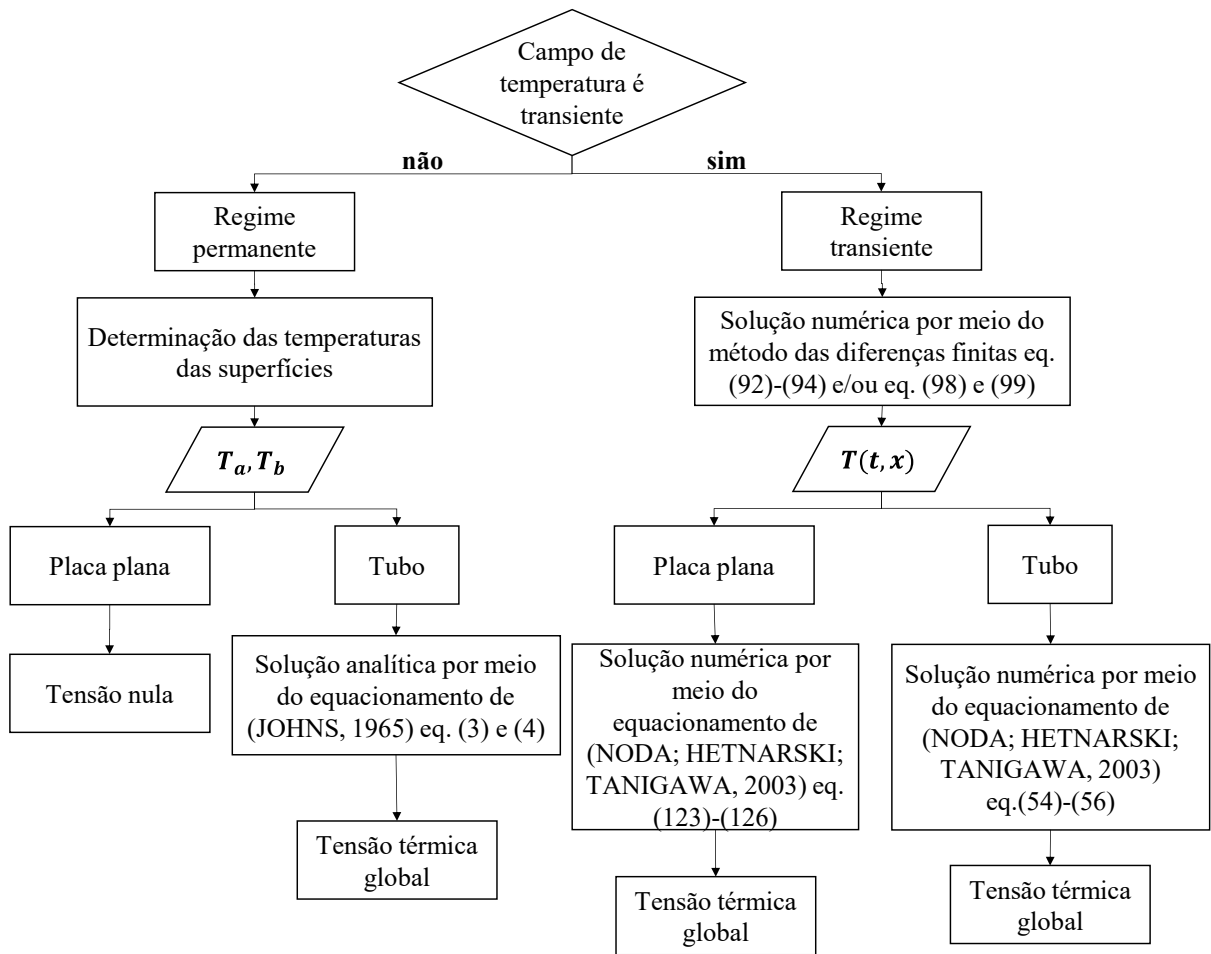 Campo de
temperatura é
transiente
não
sim
Regime
permanente
Regime
transiente
Determinação das temperaturas
das superfícies
Solução numérica por meio do
método das diferenças finitas eq.
(92)-(94) e/ou eq. (98) e (99)
T_a, T_b
T(t, x)
Placa plana
Tubo
Placa plana
Tubo
Tensão nula
Solução analítica por meio
do equacionamento de
(JOHNS, 1965) eq. (3) e (4)
Solução numérica por
meio do
equacionamento de
(NODA; HETNARSKI;
TANIGAWA, 2003) eq.
(123)-(126)
Solução numérica por meio
do equacionamento de
(NODA; HETNARSKI;
TANIGAWA, 2003)
eq.(54)-(56)
Tensão térmica
global
Tensão térmica
global
Tensão térmica
global